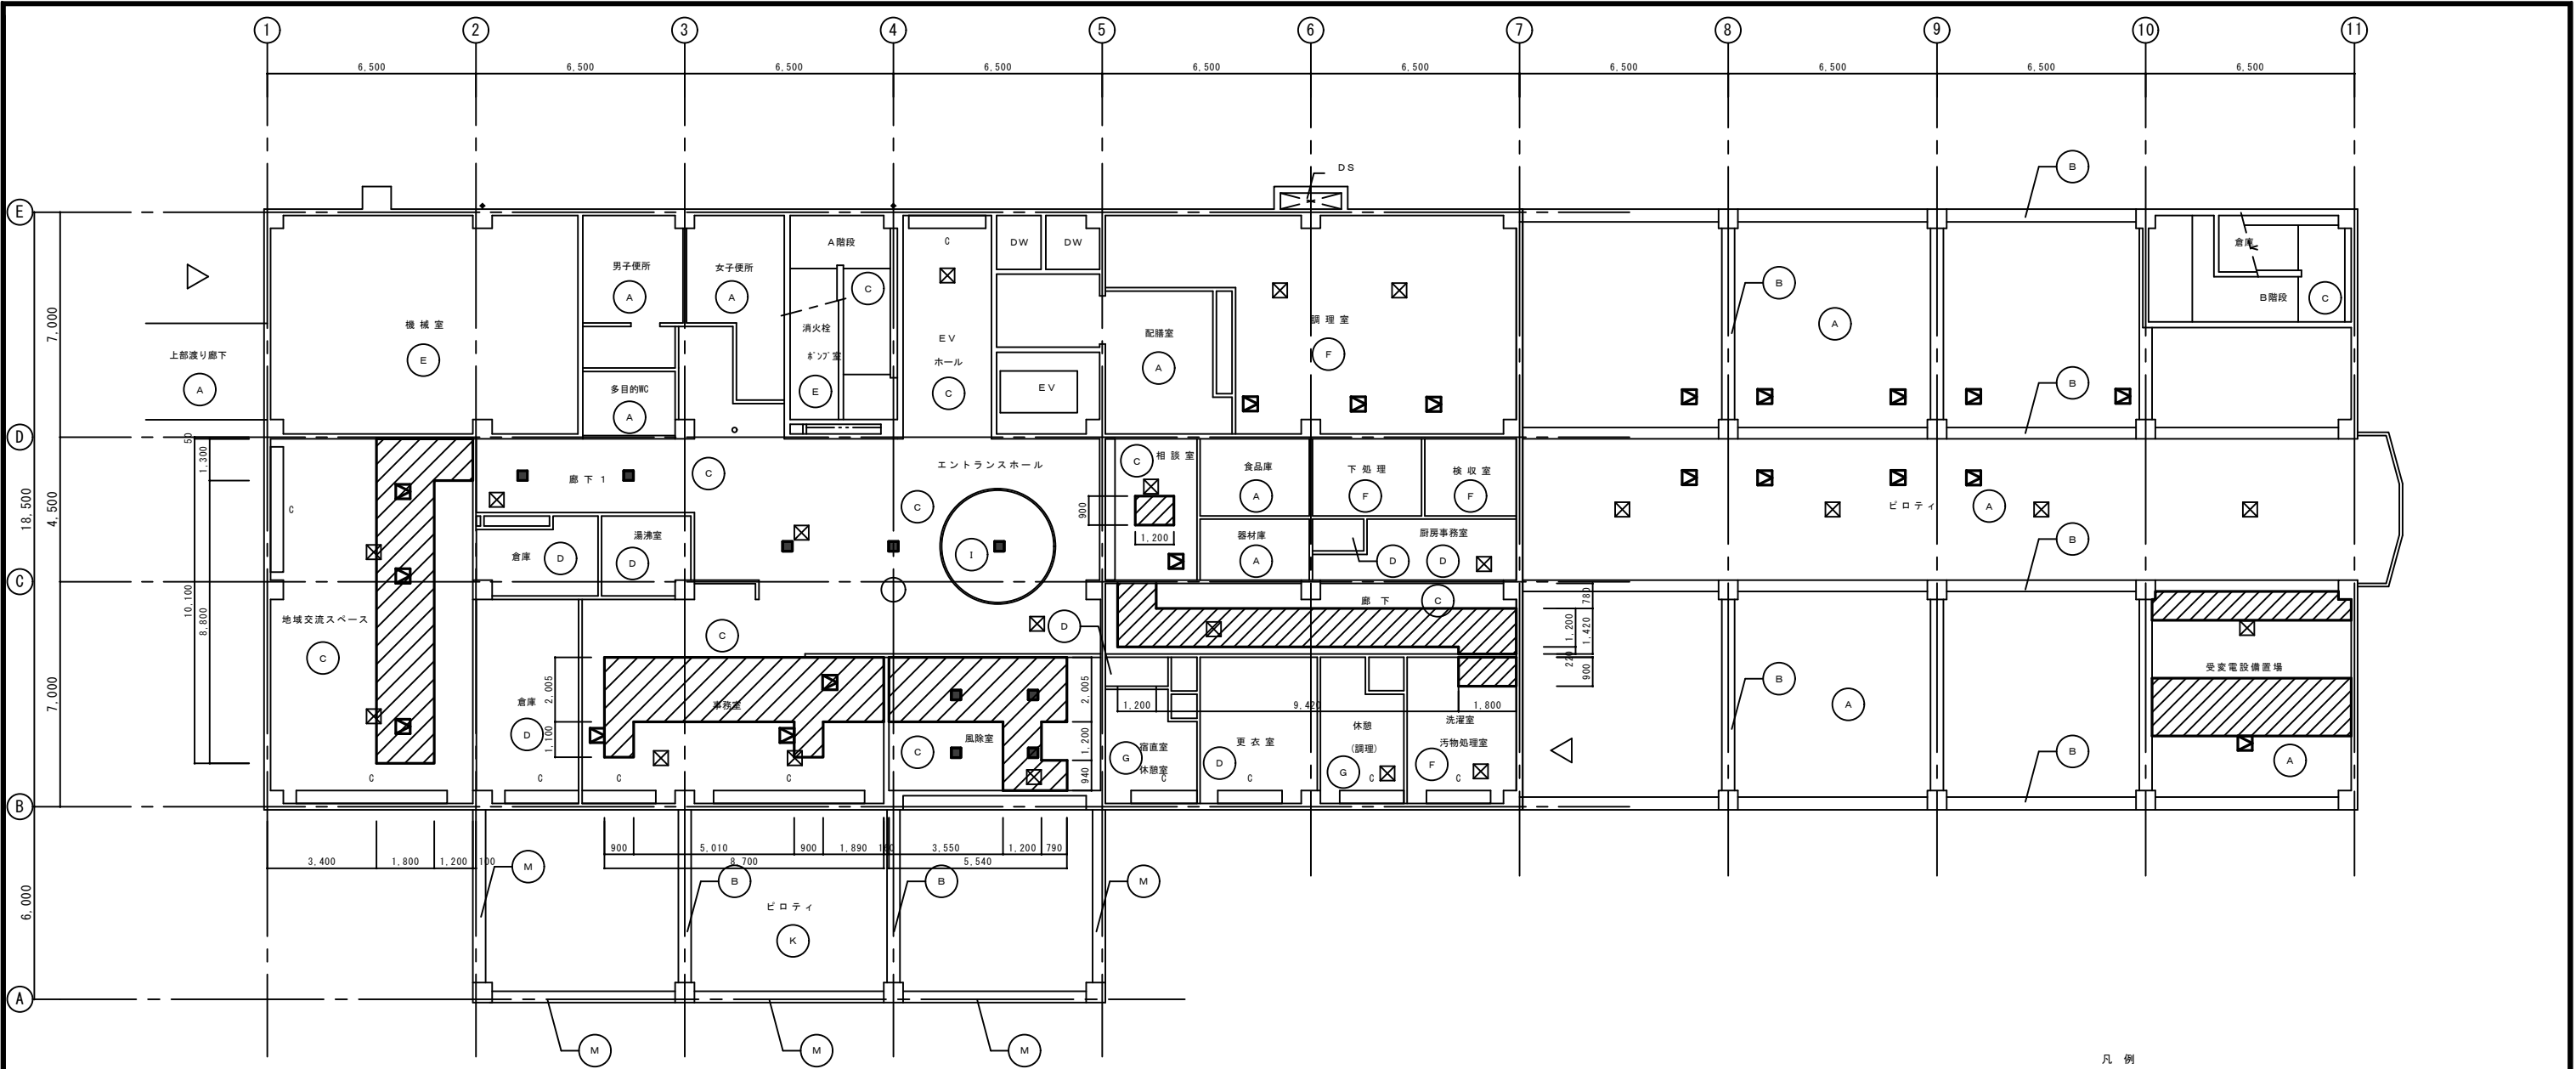 1 2 3 4 5 6 7 8 9 10 11
6,500 6,500 6,500 6,500 6,500 6,500 6,500 6,500 6,500 6,500
DS
B
E
A階段 C DW DW
倉庫
男子便所 女子便所
A A C
B
B階段 C
7,000
機械室
E
消火栓
ポンプ室
E
EV
ホール
C
EV
配膳室
A
調理室
F
A
上部渡り廊下
A
多目的WC
A
B
D
50
1,300
廊下1
C
エントランスホール
C
C
相談室
食品庫
A
下処理
F
検収室
F
C
18,500
4,500
900
1,200
ピロティ
A
倉庫
D
湯沸室
D
I
器材庫
A
D
厨房事務室
D
B
C
10,100
8,800
地域交流スペース
C
C
D
廊下
C
780
1,200
1,420
220
900
受変電設備置場
7,000
倉庫
D
2,005
1,100
事務室
風除室
C
2,005
1,200
940
1,200 9,420 1,800
宿直室
休憩室
G
更衣室
D
休憩
(調理)
G
洗濯室
汚物処理室
F
B
A
B
A
C C C C C C C C
B
3,400 1,800 1,200 100
900 5,010 900 1,890 3,550 1,200 790
8,700 5,540
M B B M
6,000
ピロティ
K
A
M M M
凡例